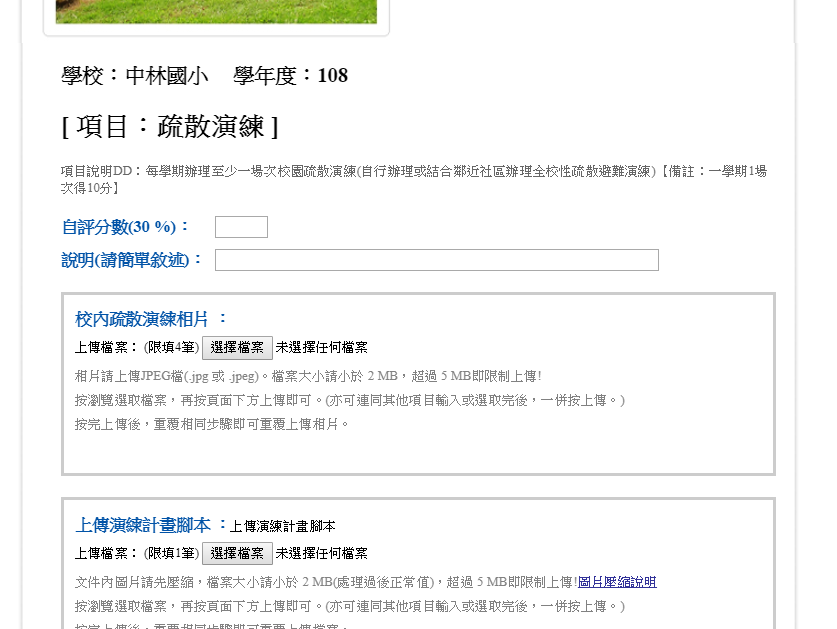 學校：中林國小　學年度：108
[ 項目：疏散演練 ]
項目說明DD：每學期辦理至少一場次校園疏散演練(自行辦理或結合鄰近社區辦理全校性疏散避難演練)【備註：一學期1場
次得10分】
自評分數(30 %)：
說明(請簡單敘述)：
校內疏散演練相片 ：
上傳檔案： (限填4筆) 選擇檔案 未選擇任何檔案
相片請上傳JPEG檔(.jpg 或 .jpeg)。檔案大小請小於 2 MB，超過 5 MB即限制上傳!
按瀏覽選取檔案，再按頁面下方上傳即可。(亦可連同其他項目輸入或選取完後，一併按上傳。)
按完上傳後，重覆相同步驟即可重覆上傳相片。
上傳演練計畫腳本 ：上傳演練計畫腳本
上傳檔案： (限填1筆) 選擇檔案 未選擇任何檔案
文件內圖片請先壓縮，檔案大小請小於 2 MB(處理過後正常值)，超過 5 MB即限制上傳!圖片壓縮說明
按瀏覽選取檔案，再按頁面下方上傳即可。(亦可連同其他項目輸入或選取完後，一併按上傳。)